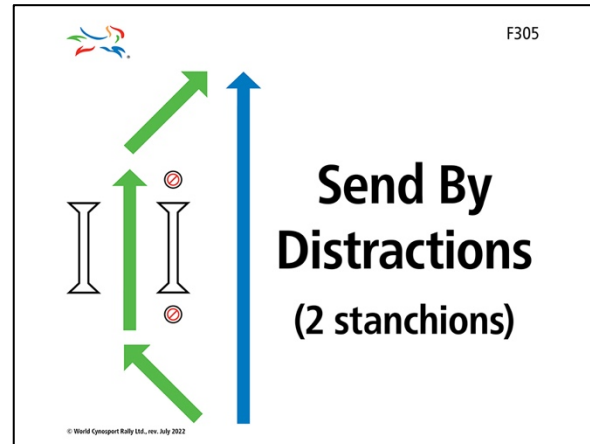 F305
Send By
Distractions
(2 stanchions)
© World Cynosport Rally Ltd., rev. July 2022